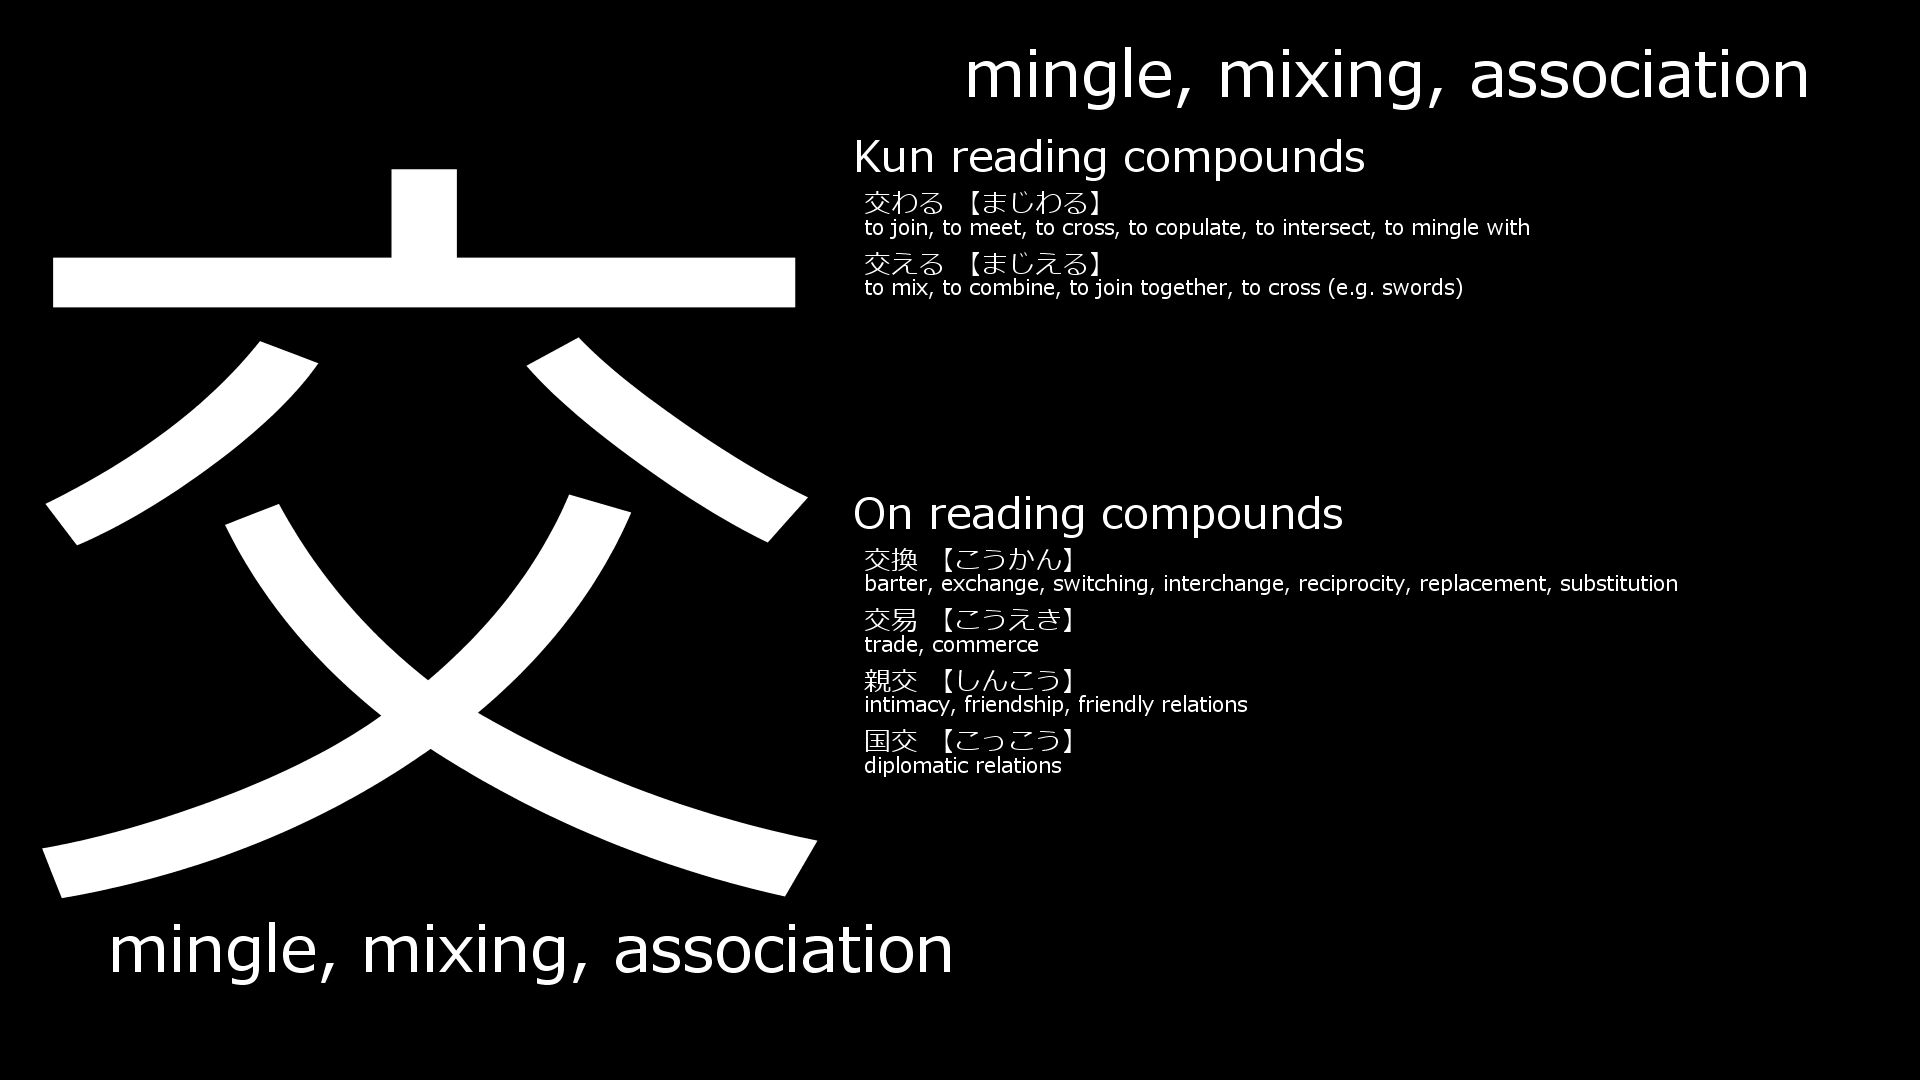 交
mingle, mixing, association
mingle, mixing, association
Kun reading compounds
交わる 【まじわる】
to join, to meet, to cross, to copulate, to intersect, to mingle with
交える 【まじえる】
to mix, to combine, to join together, to cross (e.g. swords)
On reading compounds
交換 【こうかん】
barter, exchange, switching, interchange, reciprocity, replacement, substitution
交易 【こうえき】
trade, commerce
親交 【しんこう】
intimacy, friendship, friendly relations
国交 【こっこう】
diplomatic relations